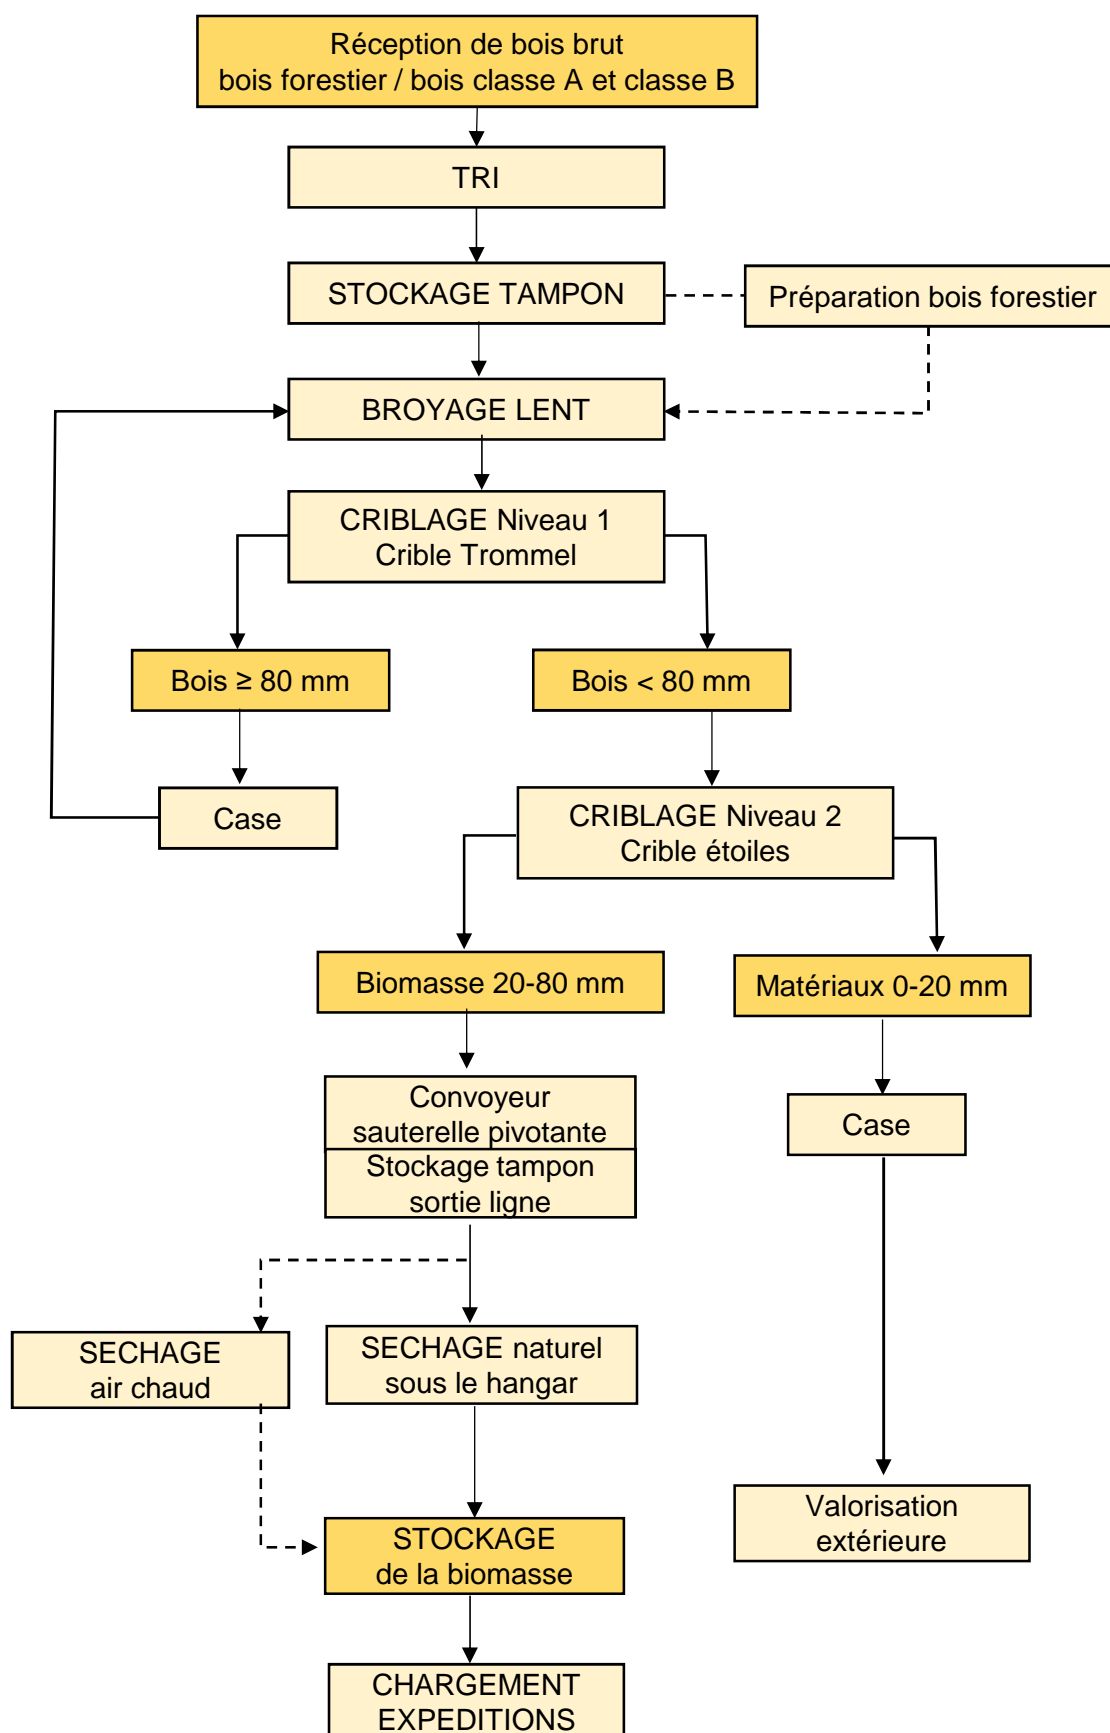 Réception de bois brut
bois forestier / bois classe A et classe B
TRI
STOCKAGE TAMPON
Préparation bois forestier
BROYAGE LENT
CRIBLAGE Niveau 1
Crible Trommel
Bois ≥ 80 mm
Bois < 80 mm
Case
CRIBLAGE Niveau 2
Crible étoiles
Biomasse 20-80 mm
Matériaux 0-20 mm
Convoyeur
sauterelle pivotante
Stockage tampon
sortie ligne
Case
SECHAGE
air chaud
SECHAGE naturel
sous le hangar
Valorisation
extérieure
STOCKAGE
de la biomasse
CHARGEMENT
EXPEDITIONS